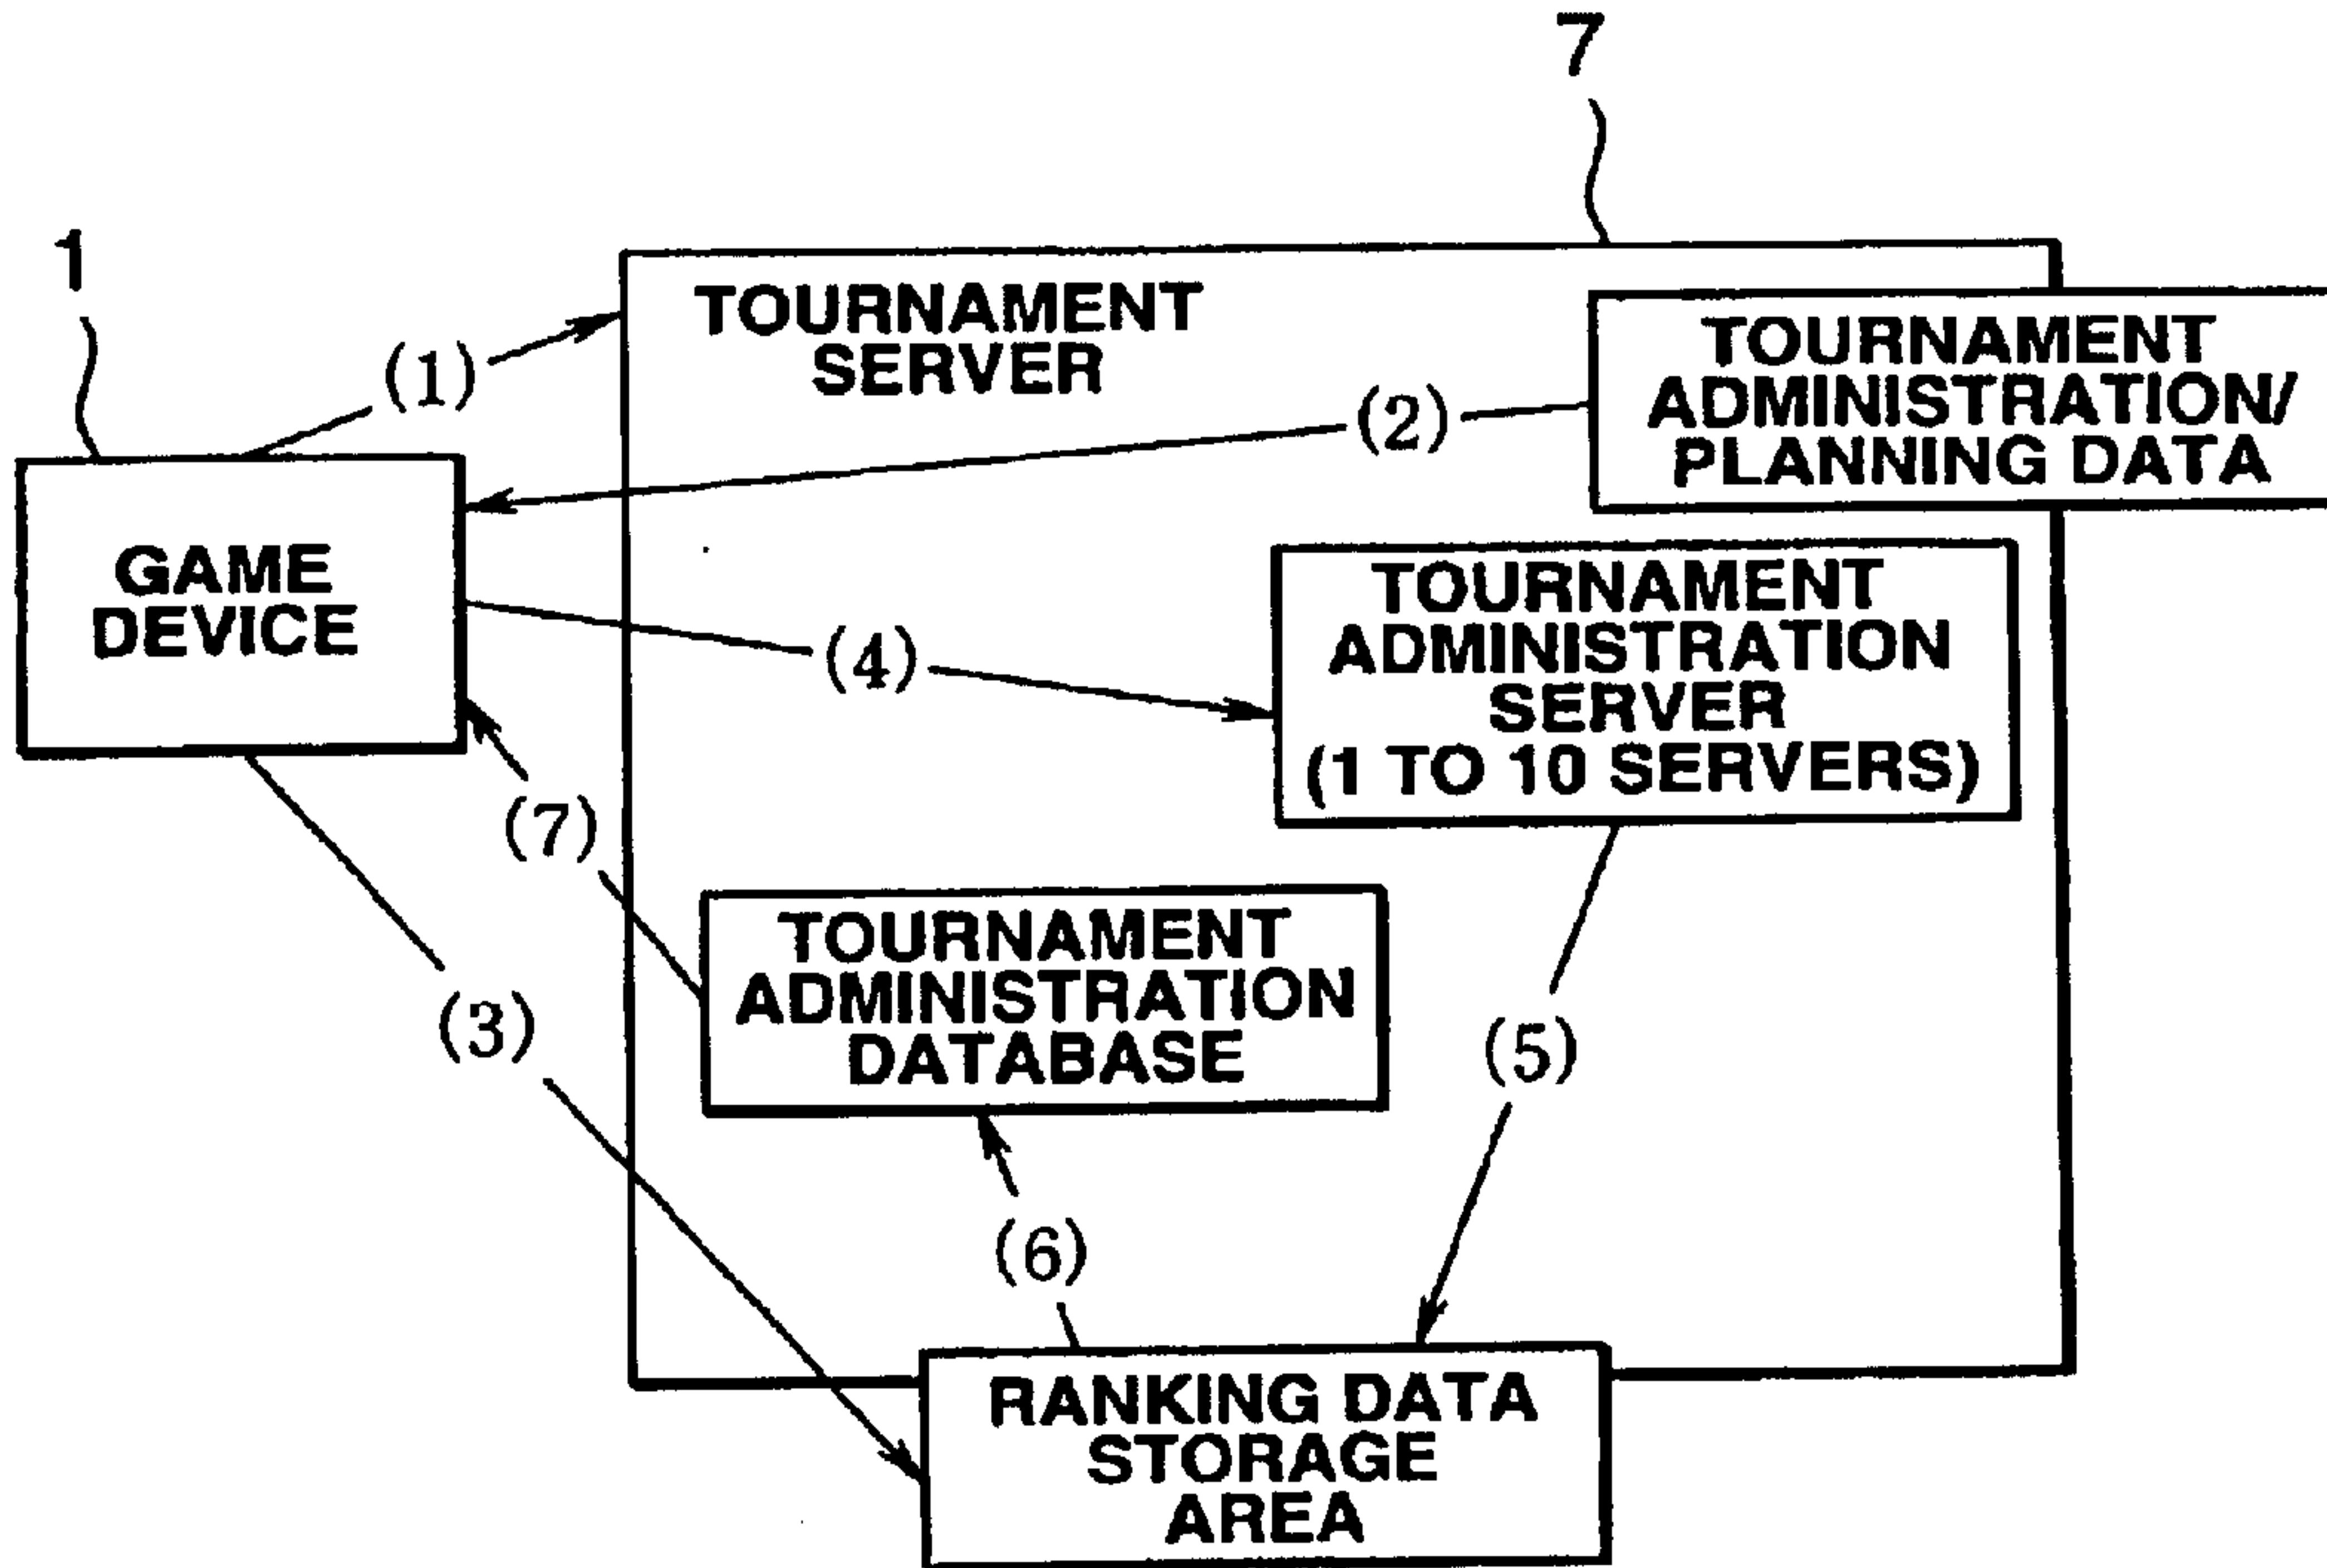 7
1
TOURNAMENT
SERVER
(1)
TOURNAMENT
ADMINISTRATION/
PLANNING DATA
(2)
GAME
DEVICE
TOURNAMENT
ADMINISTRATION
SERVER
(1 TO 10 SERVERS)
(4)
(7)
TOURNAMENT
ADMINISTRATION
DATABASE
(3)
(5)
(6)
RANKING DATA
STORAGE
AREA